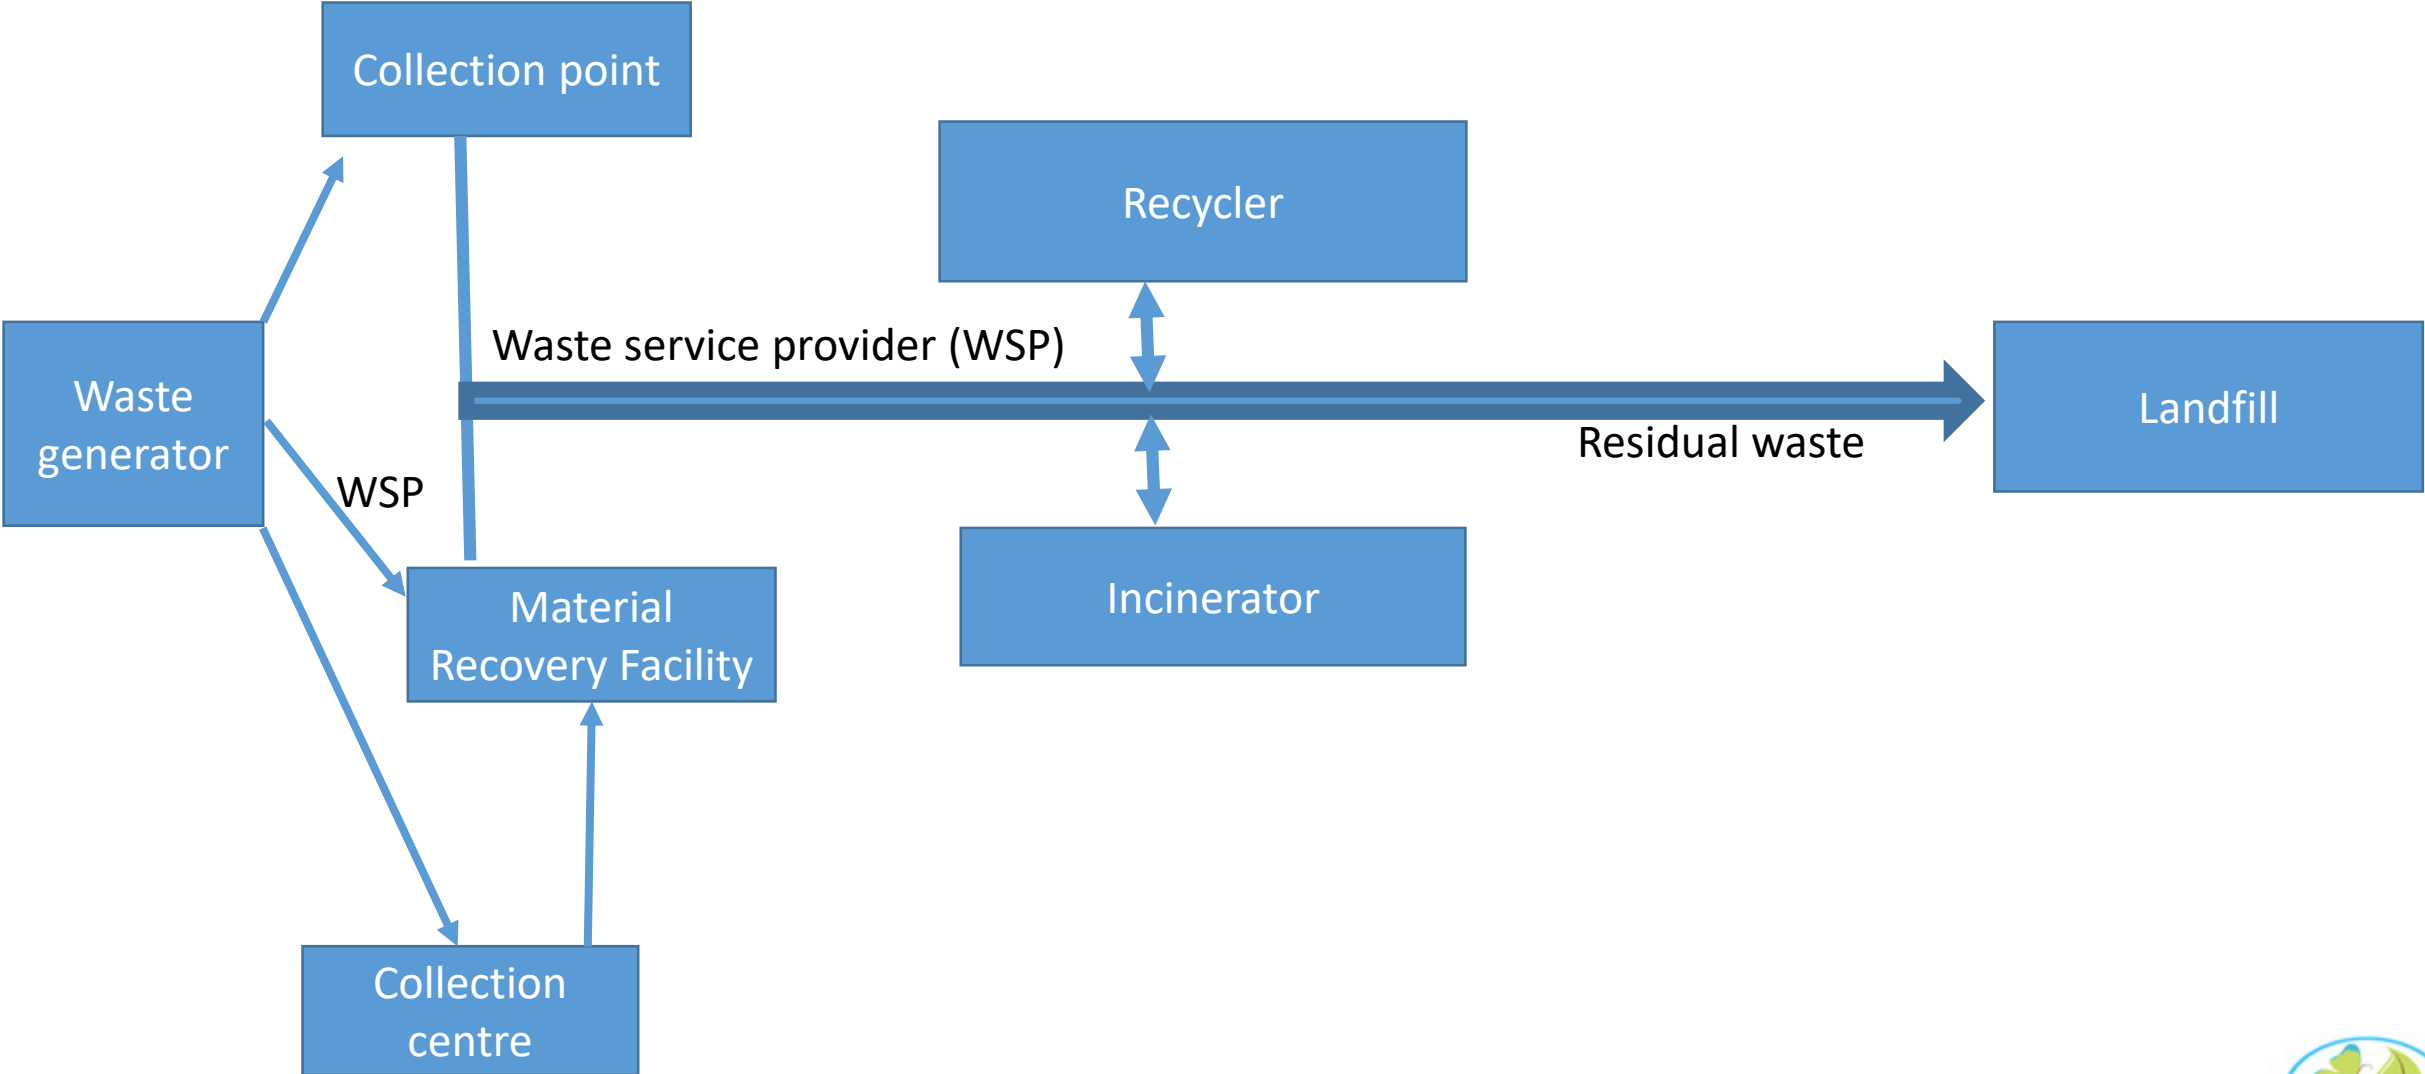 Collection point
Recycler
Waste service provider (WSP)
Waste
generator
Landfill
Residual waste
WSP
Material
Recovery Facility
Incinerator
Collection
centre